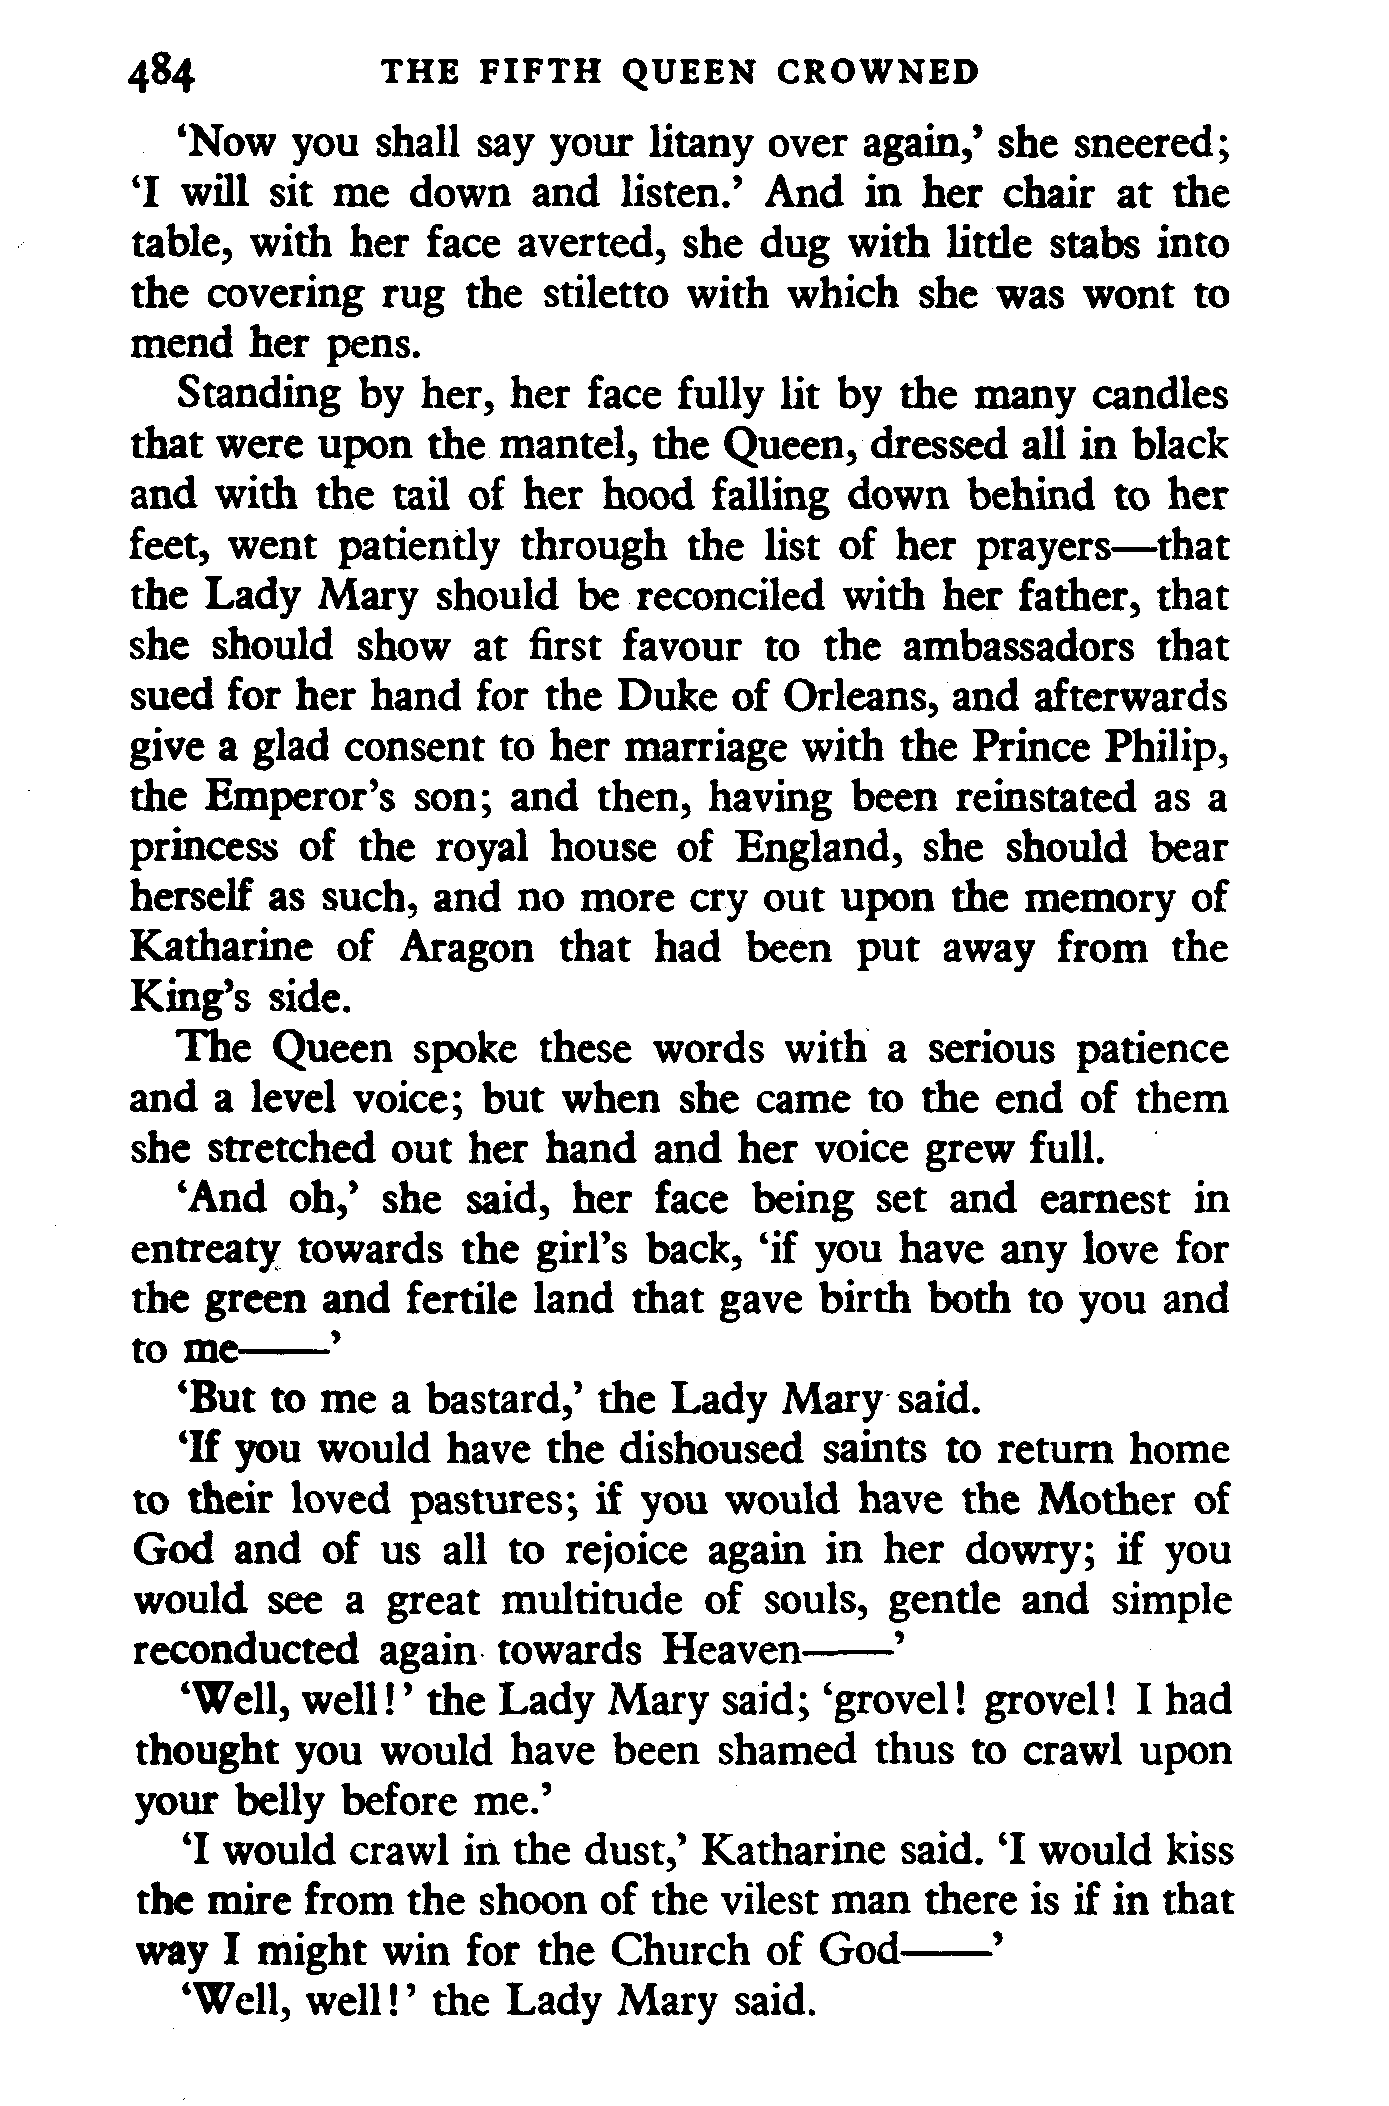 484 THE FIFTH QUEEN CROWNED
‘Now you shall say your litany over again,’ she sneered;
‘I will sit me down and listen.’ And in her chair at the
table, with her face averted, she dug with little stabs into
the covering rug the stiletto with which she was wont to
mend her pens.
Standing by her, her face fully lit by the many candles
that were upon the mantel, the Queen, dressed all in black
and with the tail of her hood falling down behind to her
feet, went patiently through the list of her prayers—that
the Lady Mary should be reconciled with her father, that
she should show at first favour to the ambassadors that
sued for her hand for the Duke of Orleans, and afterwards
give a glad consent to her marriage with the Prince Philip,
the Emperor’s son; and then, having been reinstated as a
princess of the royal house of England, she should bear
herself as such, and no more cry out upon the memory of
Katharine of Aragon that had been put away from the
King’s side.
The Queen spoke these words with a serious patience
and a level voice; but when she came to the end of them
she stretched out her hand and her voice grew full.
‘And oh,’ she said, her face being set and earnest in
entreaty towards the girl’s back, ‘if you have any love for
the green and fertile land that gave birth both to you and
to me——’
‘But to me a bastard,’ the Lady Mary said.
‘If you would have the dishoused saints to return home
to their loved pastures; if you would have the Mother of
God and of us all to rejoice again in her dowry; if you
would see a great multitude of souls, gentle and simple
reconducted again towards Heaven——’
‘Well, well!’ the Lady Mary said; ‘grovel! grovel! I had
thought you would have been shamed thus to crawl upon
your belly before me.’
‘I would crawl in the dust,’ Katharine said. ‘I would kiss
the mire from the shoon of the vilest man there is if in that
way I might win for the Church of God——’
‘Well, well!’ the Lady Mary said.